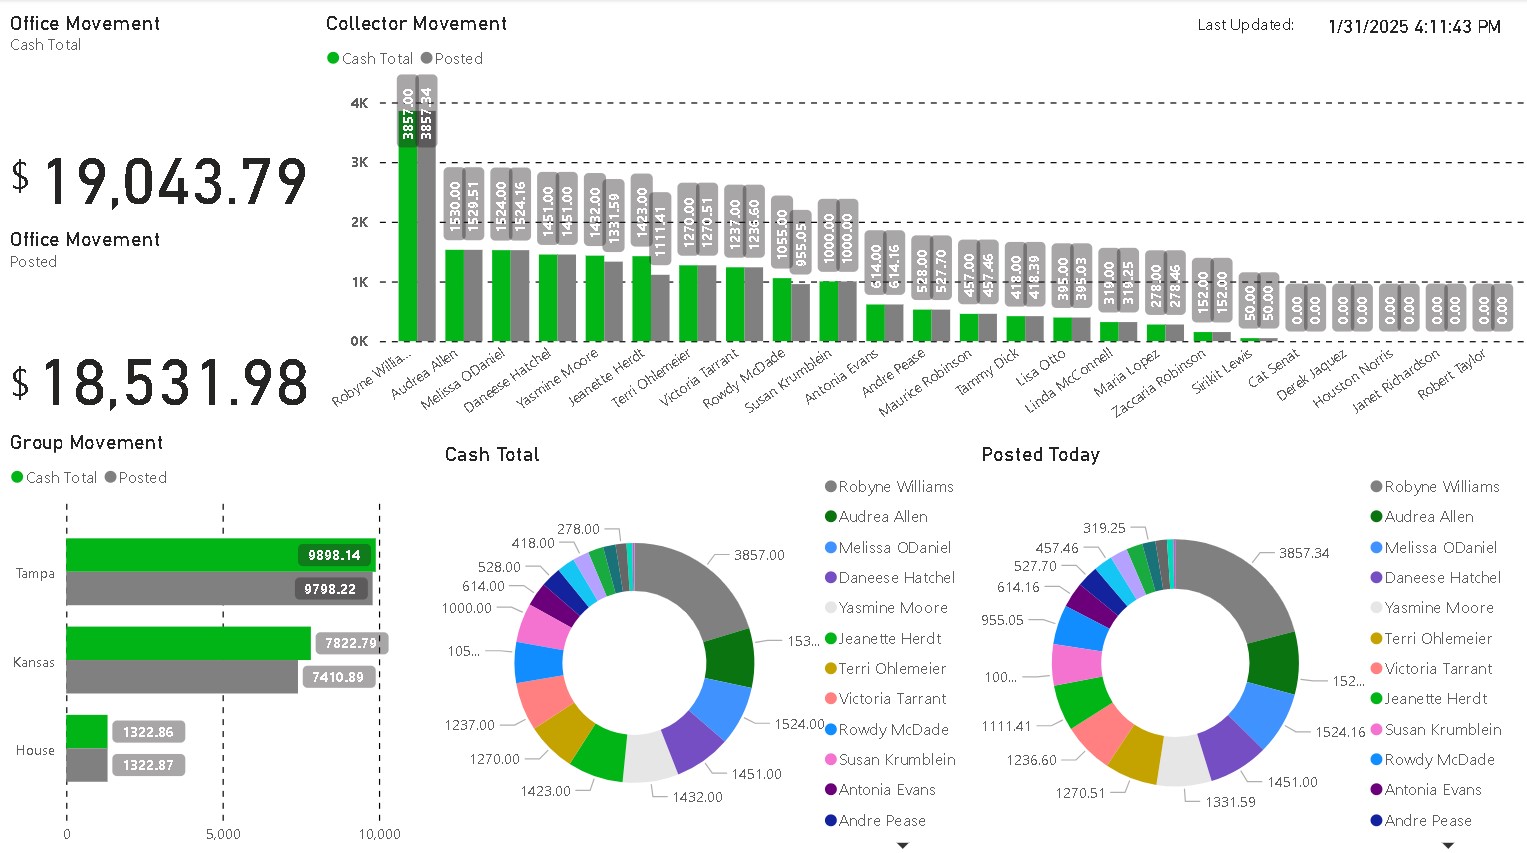 Office Movement
Cash Total
$ 19,043.79
Office Movement
Posted
$ 18,531.98
Collector Movement
Last Updated: 1/31/2025 4:11:43 PM
Cash Total Posted
4K
3K
2K
1K
0K
3857.00 3857.34
1530.00 1529.51
1524.00 1524.16
1451.00 1451.00
1432.00 1331.59
1423.00 1111.41
1270.00 1270.51
1237.00 1236.60
1055.00 955.05
1000.00 1000.00
614.00 614.16
528.00 527.70
457.00 457.46
418.00 418.39
395.00 395.03
319.00 319.25
278.00 278.46
152.00 152.00
50.00 50.00
0.00 0.00
0.00 0.00
0.00 0.00
0.00 0.00
0.00 0.00
Robyne Willia...
Audrea Allen
Melissa ODaniel
Daneese Hatchel
Yasmine Moore
Jeanette Herdt
Terri Ohlemeier
Victoria Tarrant
Rowdy McDade
Susan Krumblein
Antonia Evans
Andre Pease
Maurice Robinson
Tammy Dick
Lisa Otto
Linda McConnell
Maria Lopez
Zaccaria Robinson
Sirikit Lewis
Cat Senat
Derek Jaquez
Houston Norris
Janet Richardson
Robert Taylor
Group Movement
Cash Total Posted
Tampa
9898.14
9798.22
Kansas
7822.79
7410.89
House
1322.86
1322.87
0 5,000 10,000
Cash Total
278.00
418.00
528.00
614.00
1000.00
105...
1237.00
1270.00
1423.00
1432.00
1451.00
1524.00
153...
3857.00
Robyne Williams
Audrea Allen
Melissa ODaniel
Daneese Hatchel
Yasmine Moore
Jeanette Herdt
Terri Ohlemeier
Victoria Tarrant
Rowdy McDade
Susan Krumblein
Antonia Evans
Andre Pease
Posted Today
319.25
457.46
527.70
614.16
955.05
100...
1111.41
1236.60
1270.51
1331.59
1451.00
1524.16
152...
3857.34
Robyne Williams
Audrea Allen
Melissa ODaniel
Daneese Hatchel
Yasmine Moore
Terri Ohlemeier
Victoria Tarrant
Jeanette Herdt
Susan Krumblein
Rowdy McDade
Antonia Evans
Andre Pease